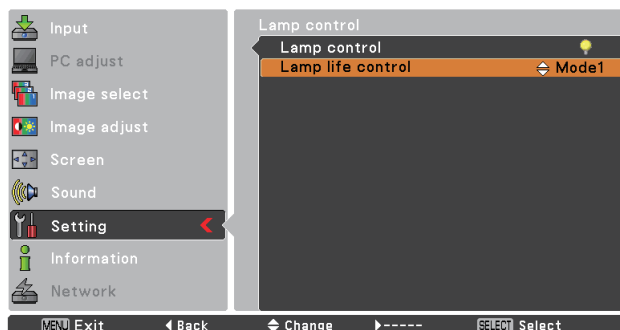 Input
PC adjust
Image select
Image adjust
Screen
Sound
Setting
Information
Network
Lamp control
Lamp control
Lamp life control Mode1
MENU Exit Back Change ----- SELECT Select